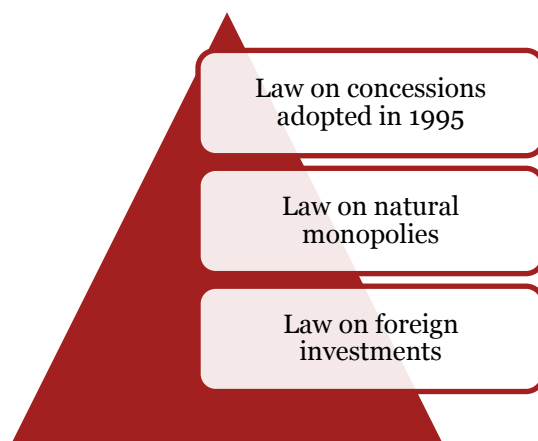 Law on concessions
adopted in 1995
Law on natural
monopolies
Law on foreign
investments